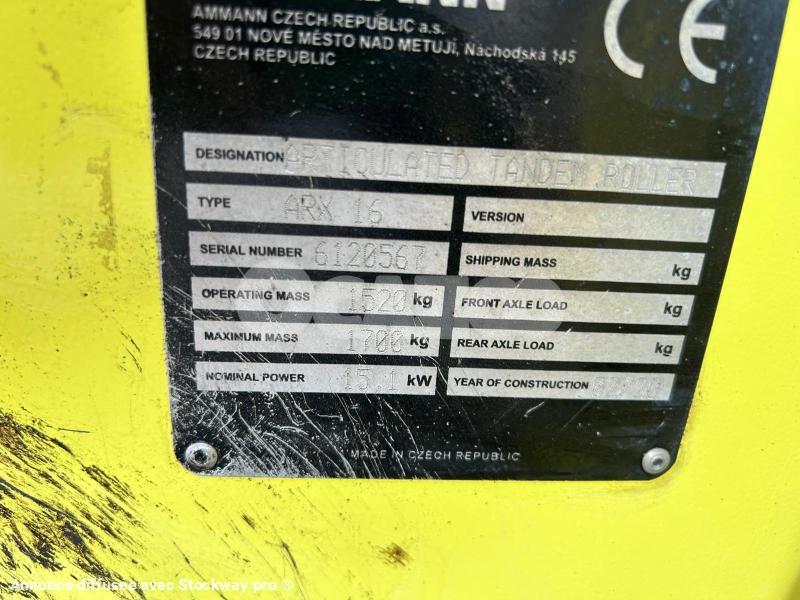 AMMANN CZECH REPUBLIC a.s.
549 01 NOVÉ MĚSTO NAD METUJÍ, Náchodská 145
CZECH REPUBLIC
CE
DESIGNATION ARTIQULATED TANDEM ROLLER
TYPE ARX 16
VERSION
SERIAL NUMBER 6120567
SHIPPING MASS kg
OPERATING MASS 1520 kg
FRONT AXLE LOAD kg
MAXIMUM MASS 1700 kg
REAR AXLE LOAD kg
NOMINAL POWER 15.1 kW
YEAR OF CONSTRUCTION
MADE IN CZECH REPUBLIC
Annonce diffusée avec Stockway.pro ®